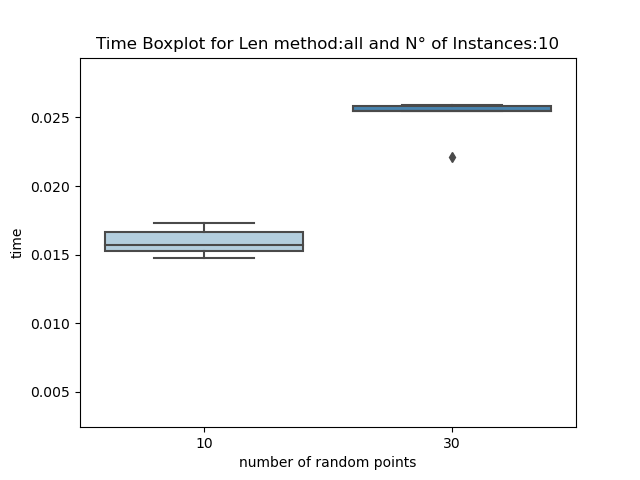 Time Boxplot for Len method:all and N° of Instances:10
0.025
0.020
0.015
0.010
0.005
time
10 30
number of random points